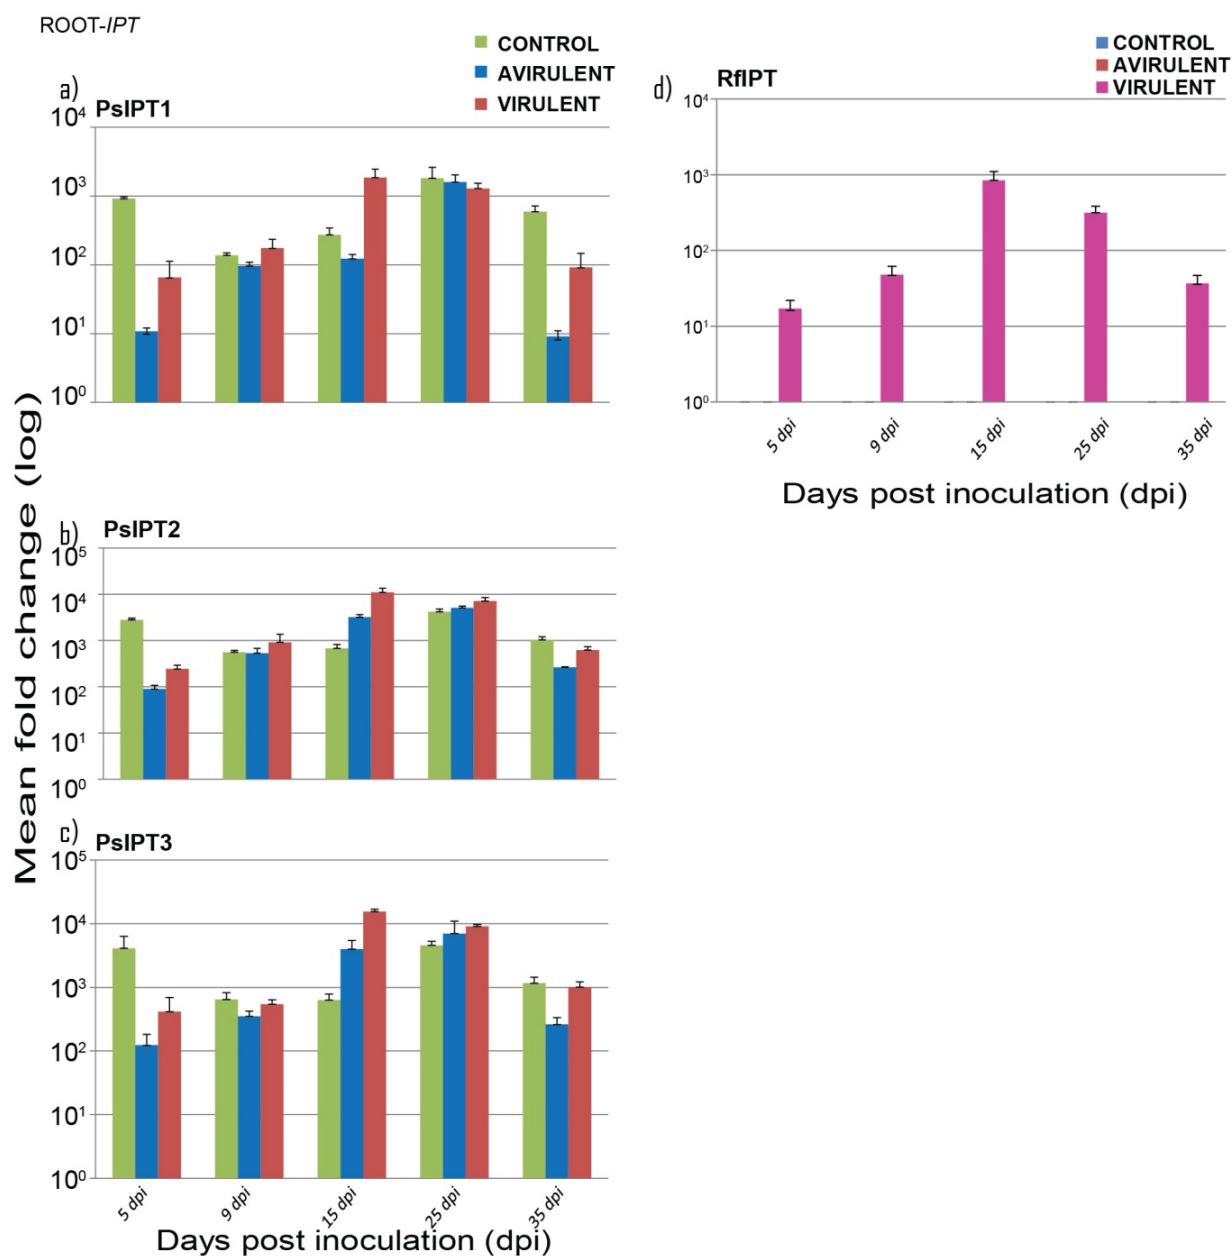 ROOT-IPT
CONTROL
AVIRULENT
VIRULENT
a)
PsIPT1
10⁴
10³
10²
10¹
10⁰
d)
RfIPT
CONTROL
AVIRULENT
VIRULENT
10⁴
10³
10²
10¹
10⁰
5 dpi
9 dpi
15 dpi
25 dpi
35 dpi
Days post inoculation (dpi)
Mean fold change (log)
b)
PsIPT2
10⁵
10⁴
10³
10²
10¹
10⁰
c)
PsIPT3
10⁵
10⁴
10³
10²
10¹
10⁰
5 dpi
9 dpi
15 dpi
25 dpi
35 dpi
Days post inoculation (dpi)